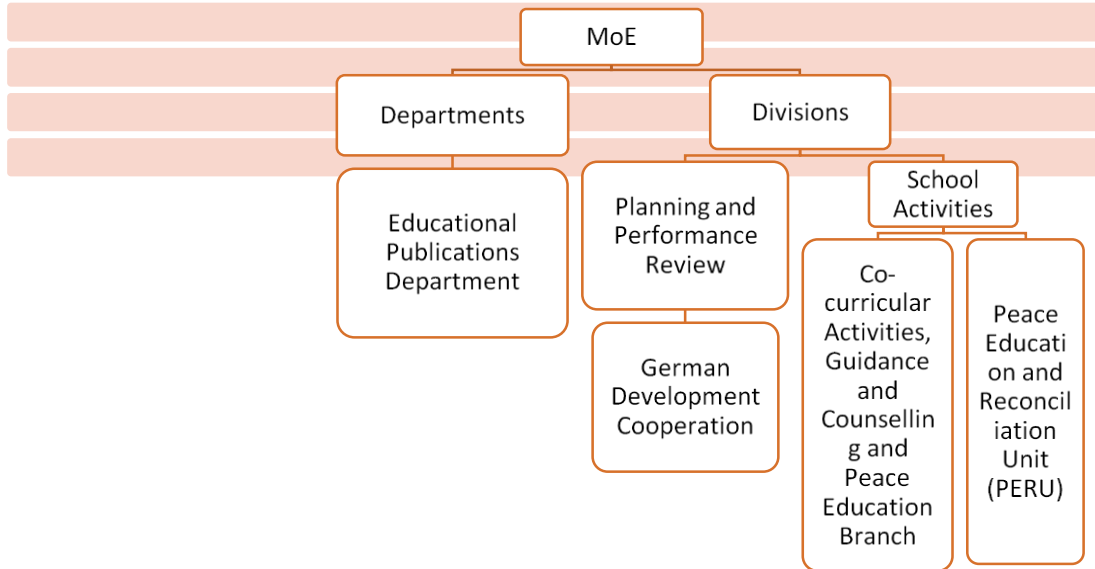 MoE
Departments
Divisions
Educational
Publications
Department
Planning and
Performance
Review
School
Activities
German
Development
Cooperation
Co-
curricular
Activities,
Guidance
and
Counsellin
g and
Peace
Education
Branch
Peace
Educati
on and
Reconcil
iation
Unit
(PERU)